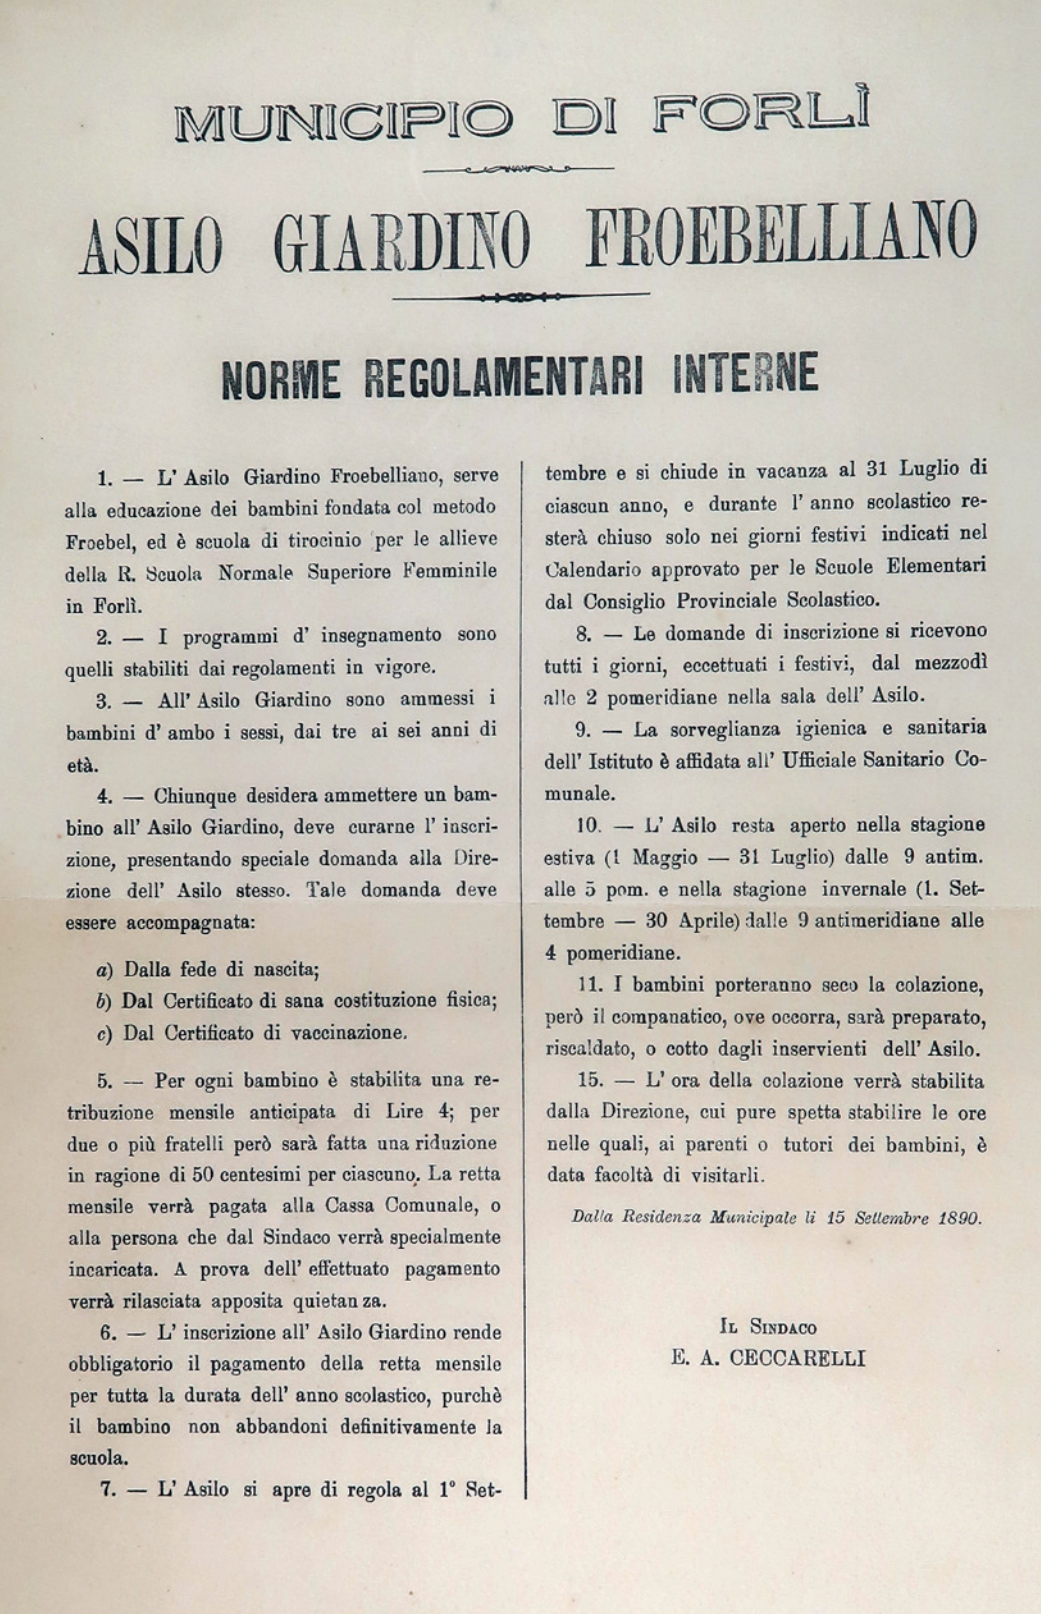 MUNICIPIO DI FORLÌ
ASILO GIARDINO FROEBELLIANO
NORME REGOLAMENTARI INTERNE
1. — L' Asilo Giardino Froebelliano, serve
alla educazione dei bambini fondata col metodo
Froebel, ed è scuola di tirocinio per le allieve
della R. Scuola Normale Superiore Femminile
in Forlì.
2. — I programmi d' insegnamento sono
quelli stabiliti dai regolamenti in vigore.
3. — All' Asilo Giardino sono ammessi i
bambini d' ambo i sessi, dai tre ai sei anni di
età.
4. — Chiunque desidera ammettere un bam-
bino all' Asilo Giardino, deve curarne l' inscri-
zione, presentando speciale domanda alla Dire-
zione dell' Asilo stesso. Tale domanda deve
essere accompagnata:
a) Dalla fede di nascita;
b) Dal Certificato di sana costituzione fisica;
c) Dal Certificato di vaccinazione.
5. — Per ogni bambino è stabilita una re-
tribuzione mensile anticipata di Lire 4; per
due o più fratelli però sarà fatta una riduzione
in ragione di 50 centesimi per ciascuno. La retta
mensile verrà pagata alla Cassa Comunale, o
alla persona che dal Sindaco verrà specialmente
incaricata. A prova dell' effettuato pagamento
verrà rilasciata apposita quietanza.
6. — L' inscrizione all' Asilo Giardino rende
obbligatorio il pagamento della retta mensile
per tutta la durata dell' anno scolastico, purchè
il bambino non abbandoni definitivamente la
scuola.
7. — L' Asilo si apre di regola al 1° Set-
tembre e si chiude in vacanza al 31 Luglio di
ciascun anno, e durante l' anno scolastico re-
sterà chiuso solo nei giorni festivi indicati nel
Calendario approvato per le Scuole Elementari
dal Consiglio Provinciale Scolastico.
8. — Le domande di inscrizione si ricevono
tutti i giorni, eccettuati i festivi, dal mezzodì
alle 2 pomeridiane nella sala dell' Asilo.
9. — La sorveglianza igienica e sanitaria
dell' Istituto è affidata all' Ufficiale Sanitario Co-
munale.
10. — L' Asilo resta aperto nella stagione
estiva (1 Maggio — 31 Luglio) dalle 9 antim.
alle 5 pom. e nella stagione invernale (1. Set-
tembre — 30 Aprile) dalle 9 antimeridiane alle
4 pomeridiane.
11. I bambini porteranno seco la colazione,
però il companatico, ove occorra, sarà preparato,
riscaldato, o cotto dagli inservienti dell' Asilo.
15. — L' ora della colazione verrà stabilita
dalla Direzione, cui pure spetta stabilire le ore
nelle quali, ai parenti o tutori dei bambini, è
data facoltà di visitarli.
Dalla Residenza Municipale li 15 Settembre 1890.
IL SINDACO
E. A. CECCARELLI